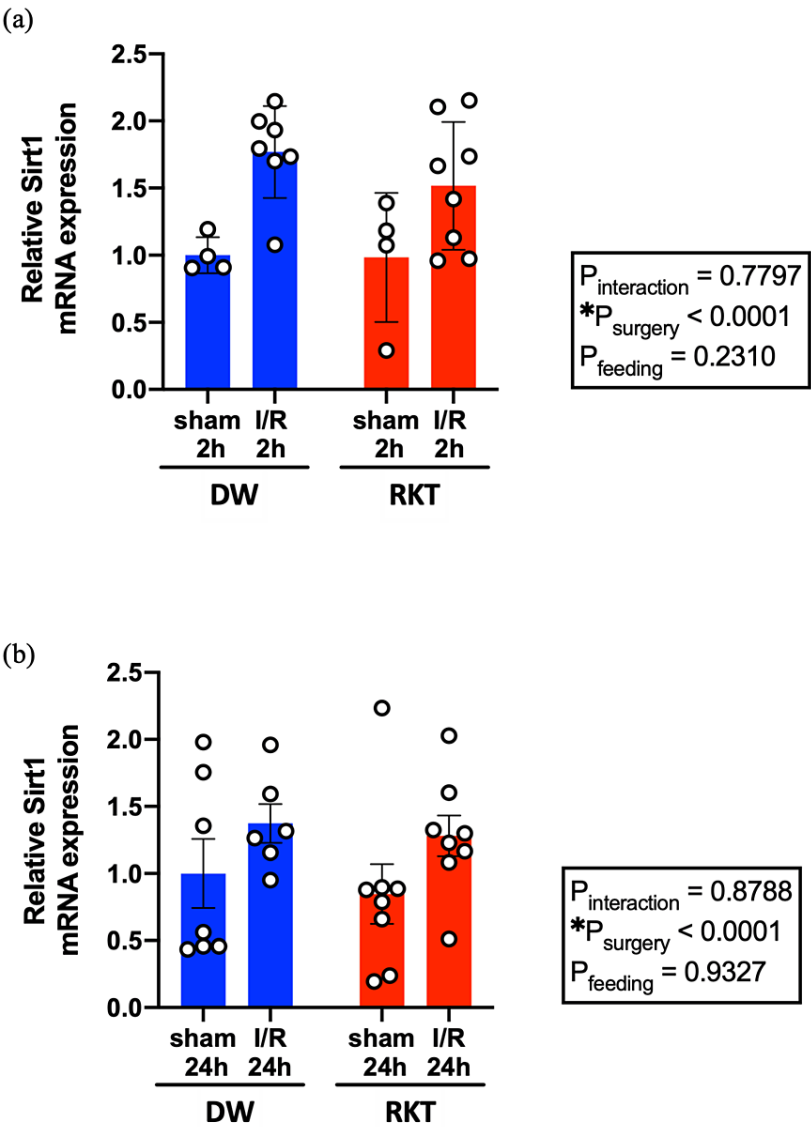 (a)
Relative Sirt1
mRNA expression
2.5
2.0
1.5
1.0
0.5
0.0
sham I/R sham I/R
2h 2h 2h 2h
DW RKT
Pinteraction = 0.7797
*Psurgery < 0.0001
Pfeeding = 0.2310
(b)
Relative Sirt1
mRNA expression
2.5
2.0
1.5
1.0
0.5
0.0
sham I/R sham I/R
24h 24h 24h 24h
DW RKT
Pinteraction = 0.8788
*Psurgery < 0.0001
Pfeeding = 0.9327